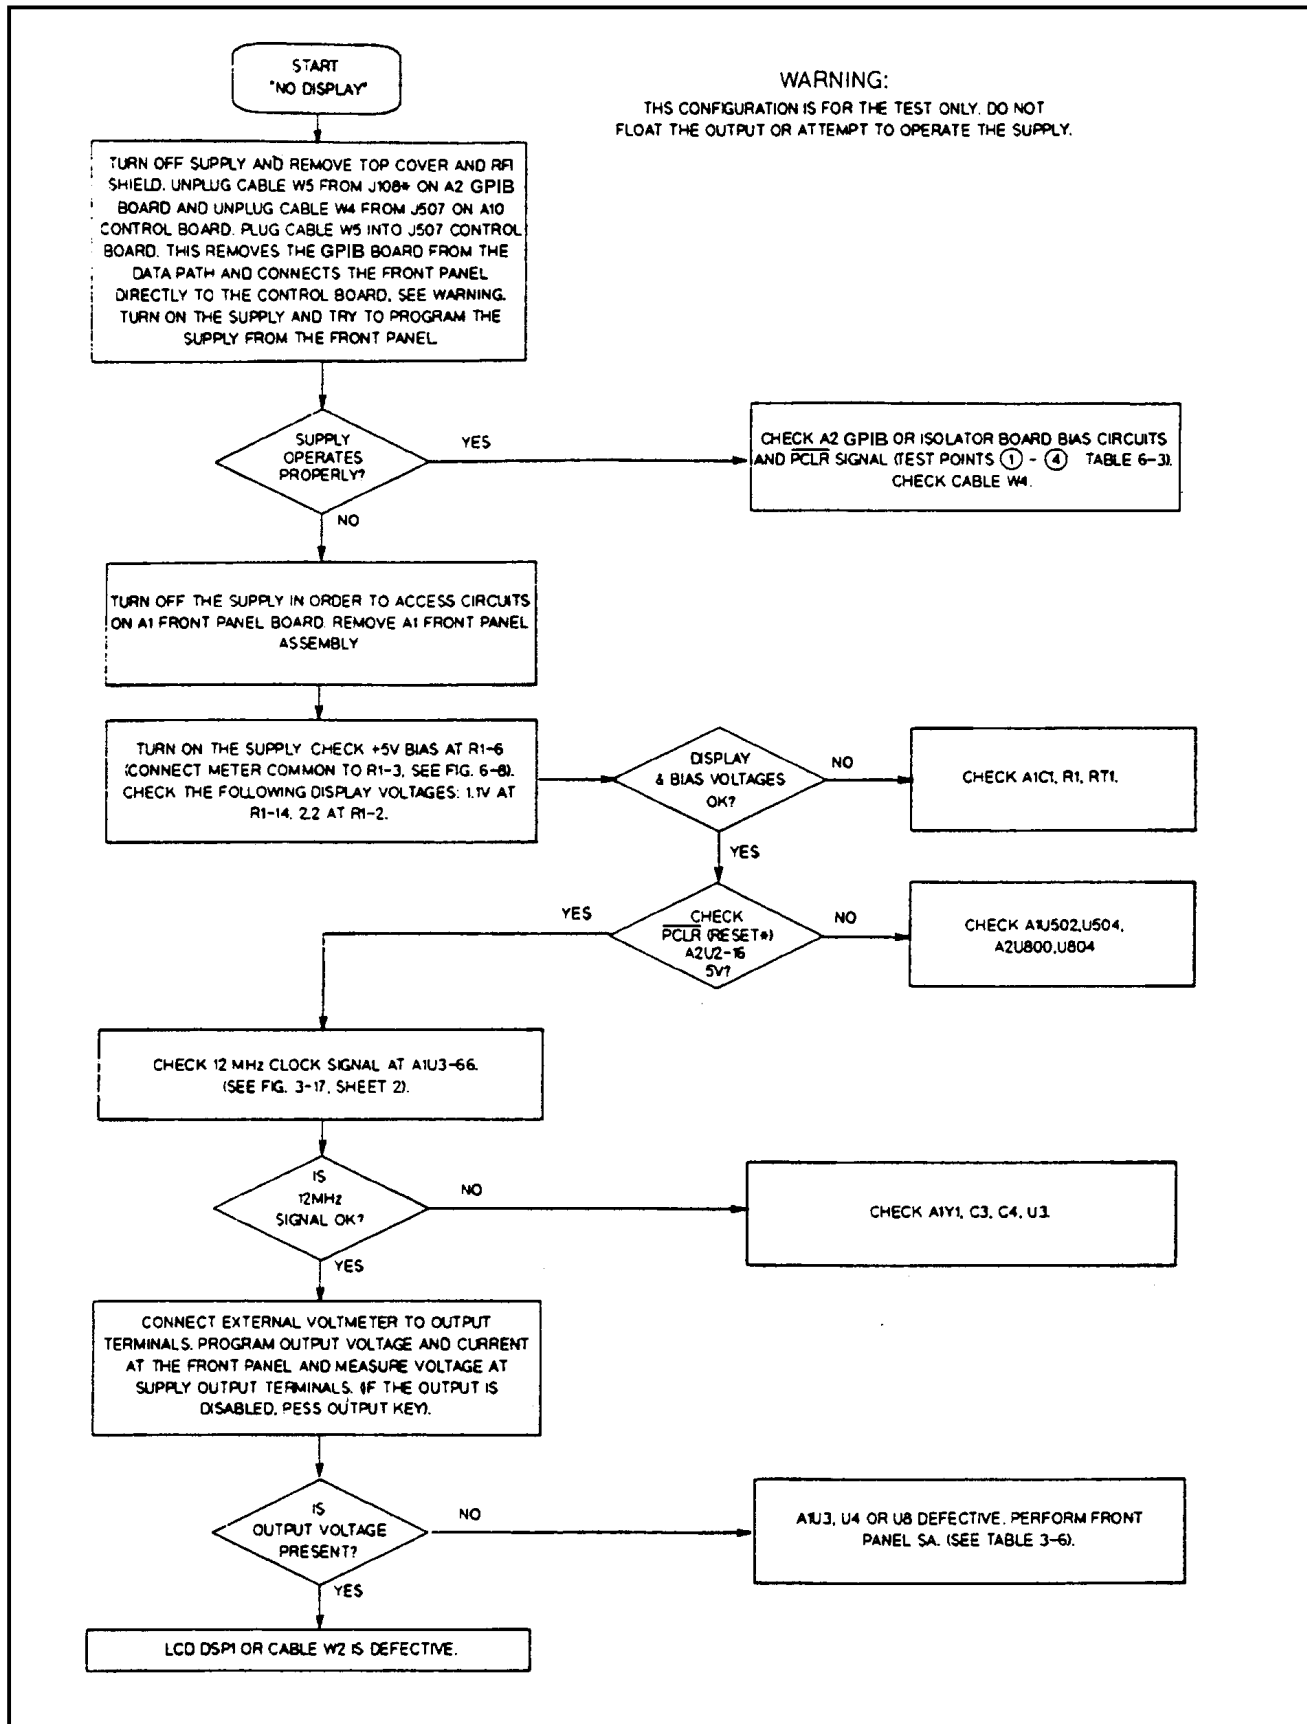 START
"NO DISPLAY"
WARNING:
THS CONFIGURATION IS FOR THE TEST ONLY. DO NOT
FLOAT THE OUTPUT OR ATTEMPT TO OPERATE THE SUPPLY.
TURN OFF SUPPLY AND REMOVE TOP COVER AND RFI
SHIELD. UNPLUG CABLE W5 FROM J108* ON A2 GPIB
BOARD AND UNPLUG CABLE W4 FROM J507 ON A10
CONTROL BOARD. PLUG CABLE W5 INTO J507 CONTROL
BOARD. THIS REMOVES THE GPIB BOARD FROM THE
DATA PATH AND CONNECTS THE FRONT PANEL
DIRECTLY TO THE CONTROL BOARD, SEE WARNING.
TURN ON THE SUPPLY AND TRY TO PROGRAM THE
SUPPLY FROM THE FRONT PANEL
SUPPLY
OPERATES
PROPERLY?
YES
CHECK A2 GPIB OR ISOLATOR BOARD BIAS CIRCUITS
AND PCLR SIGNAL (TEST POINTS ① - ④ TABLE 6-3).
CHECK CABLE W4.
NO
TURN OFF THE SUPPLY IN ORDER TO ACCESS CIRCUITS
ON A1 FRONT PANEL BOARD. REMOVE A1 FRONT PANEL
ASSEMBLY
TURN ON THE SUPPLY CHECK +5V BIAS AT R1-6
(CONNECT METER COMMON TO R1-3, SEE FIG. 6-8).
CHECK THE FOLLOWING DISPLAY VOLTAGES: 1.1V AT
R1-14, 2.2 AT R1-2.
DISPLAY
& BIAS VOLTAGES
OK?
NO
CHECK A1C1, R1, RT1.
YES
CHECK
PCLR (RESET*)
A2U2-16
5V?
YES
NO
CHECK A1U502,U504,
A2U800,U804
CHECK 12 MHz CLOCK SIGNAL AT A1U3-66.
(SEE FIG. 3-17, SHEET 2).
IS
12MHz
SIGNAL OK?
NO
CHECK A1Y1, C3, C4, U3.
YES
CONNECT EXTERNAL VOLTMETER TO OUTPUT
TERMINALS. PROGRAM OUTPUT VOLTAGE AND CURRENT
AT THE FRONT PANEL AND MEASURE VOLTAGE AT
SUPPLY OUTPUT TERMINALS. (IF THE OUTPUT IS
DISABLED, PESS OUTPUT KEY).
IS
OUTPUT VOLTAGE
PRESENT?
NO
A1U3, U4 OR U8 DEFECTIVE. PERFORM FRONT
PANEL SA. (SEE TABLE 3-6).
YES
LCD DSP1 OR CABLE W2 IS DEFECTIVE.